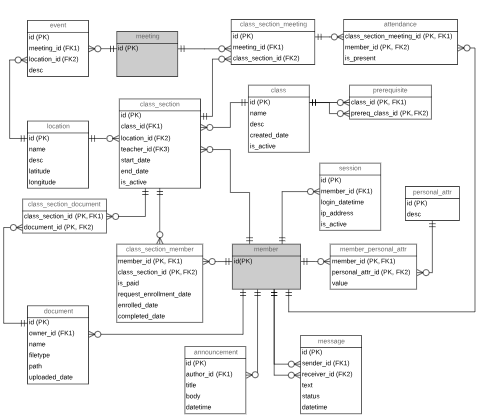 event
id (PK)
meeting_id (FK1)
location_id (FK2)
desc
meeting
id (PK)
class_section_meeting
id (PK)
meeting_id (FK1)
class_section_id (FK2)
attendance
class_section_meeting_id (PK, FK1)
member_id (PK, FK2)
is_present
location
id (PK)
name
desc
latitude
longitude
class_section
id (PK)
class_id (FK1)
location_id (FK2)
teacher_id (FK3)
start_date
end_date
is_active
class
id (PK)
name
desc
created_date
is_active
prerequisite
class_id (PK, FK1)
prereq_class_id (PK,FK2)
session
id (PK)
member_id (FK1)
login_datetime
ip_address
is_active
personal_attr
id (PK)
desc
class_section_document
class_section_id (PK, FK1)
document_id (PK, FK2)
class_section_member
member_id (PK, FK1)
class_section_id (PK, FK2)
is_paid
request_enrollment_date
enrolled_date
completed_date
member
id(PK)
member_personal_attr
member_id (PK, FK1)
personal_attr_id (PK, FK2)
value
document
id (PK)
owner_id (FK1)
name
filetype
path
uploaded_date
announcement
id (PK)
author_id (FK1)
title
body
datetime
message
id (PK)
sender_id (FK1)
receiver_id (FK2)
text
status
datetime